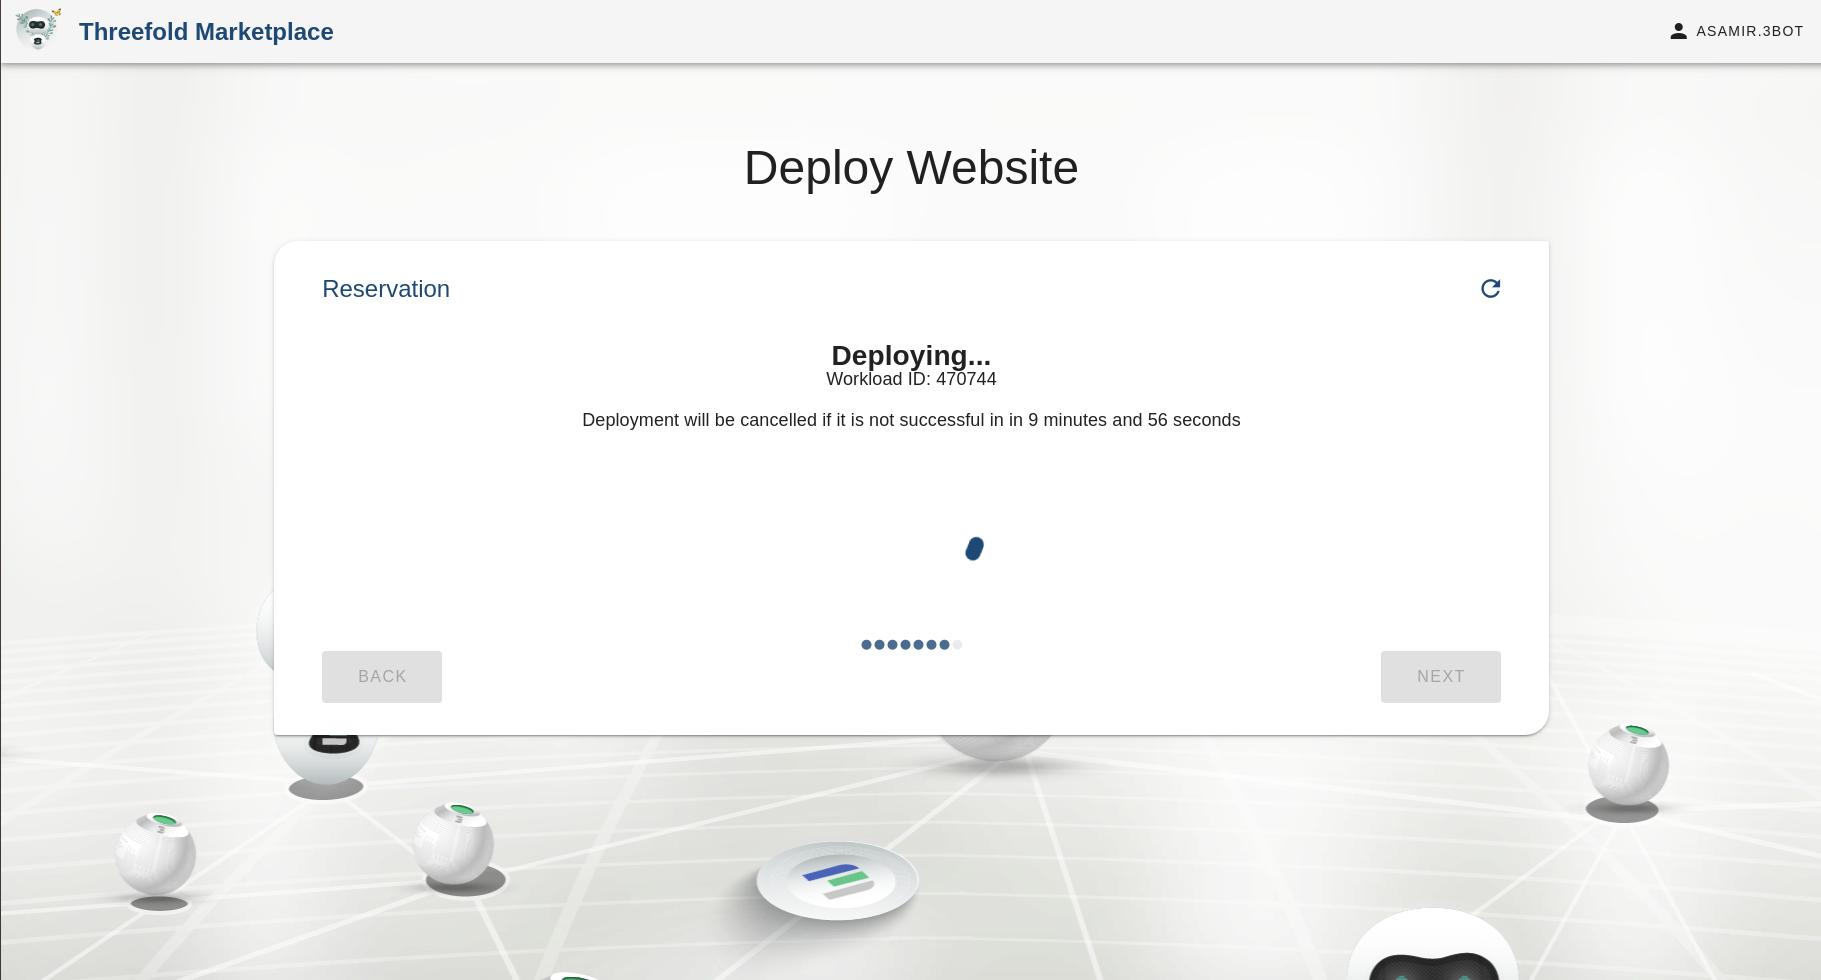 Threefold Marketplace
ASAMIR.3BOT
Deploy Website
Reservation
Deploying...
Workload ID: 470744
Deployment will be cancelled if it is not successful in in 9 minutes and 56 seconds
BACK
NEXT